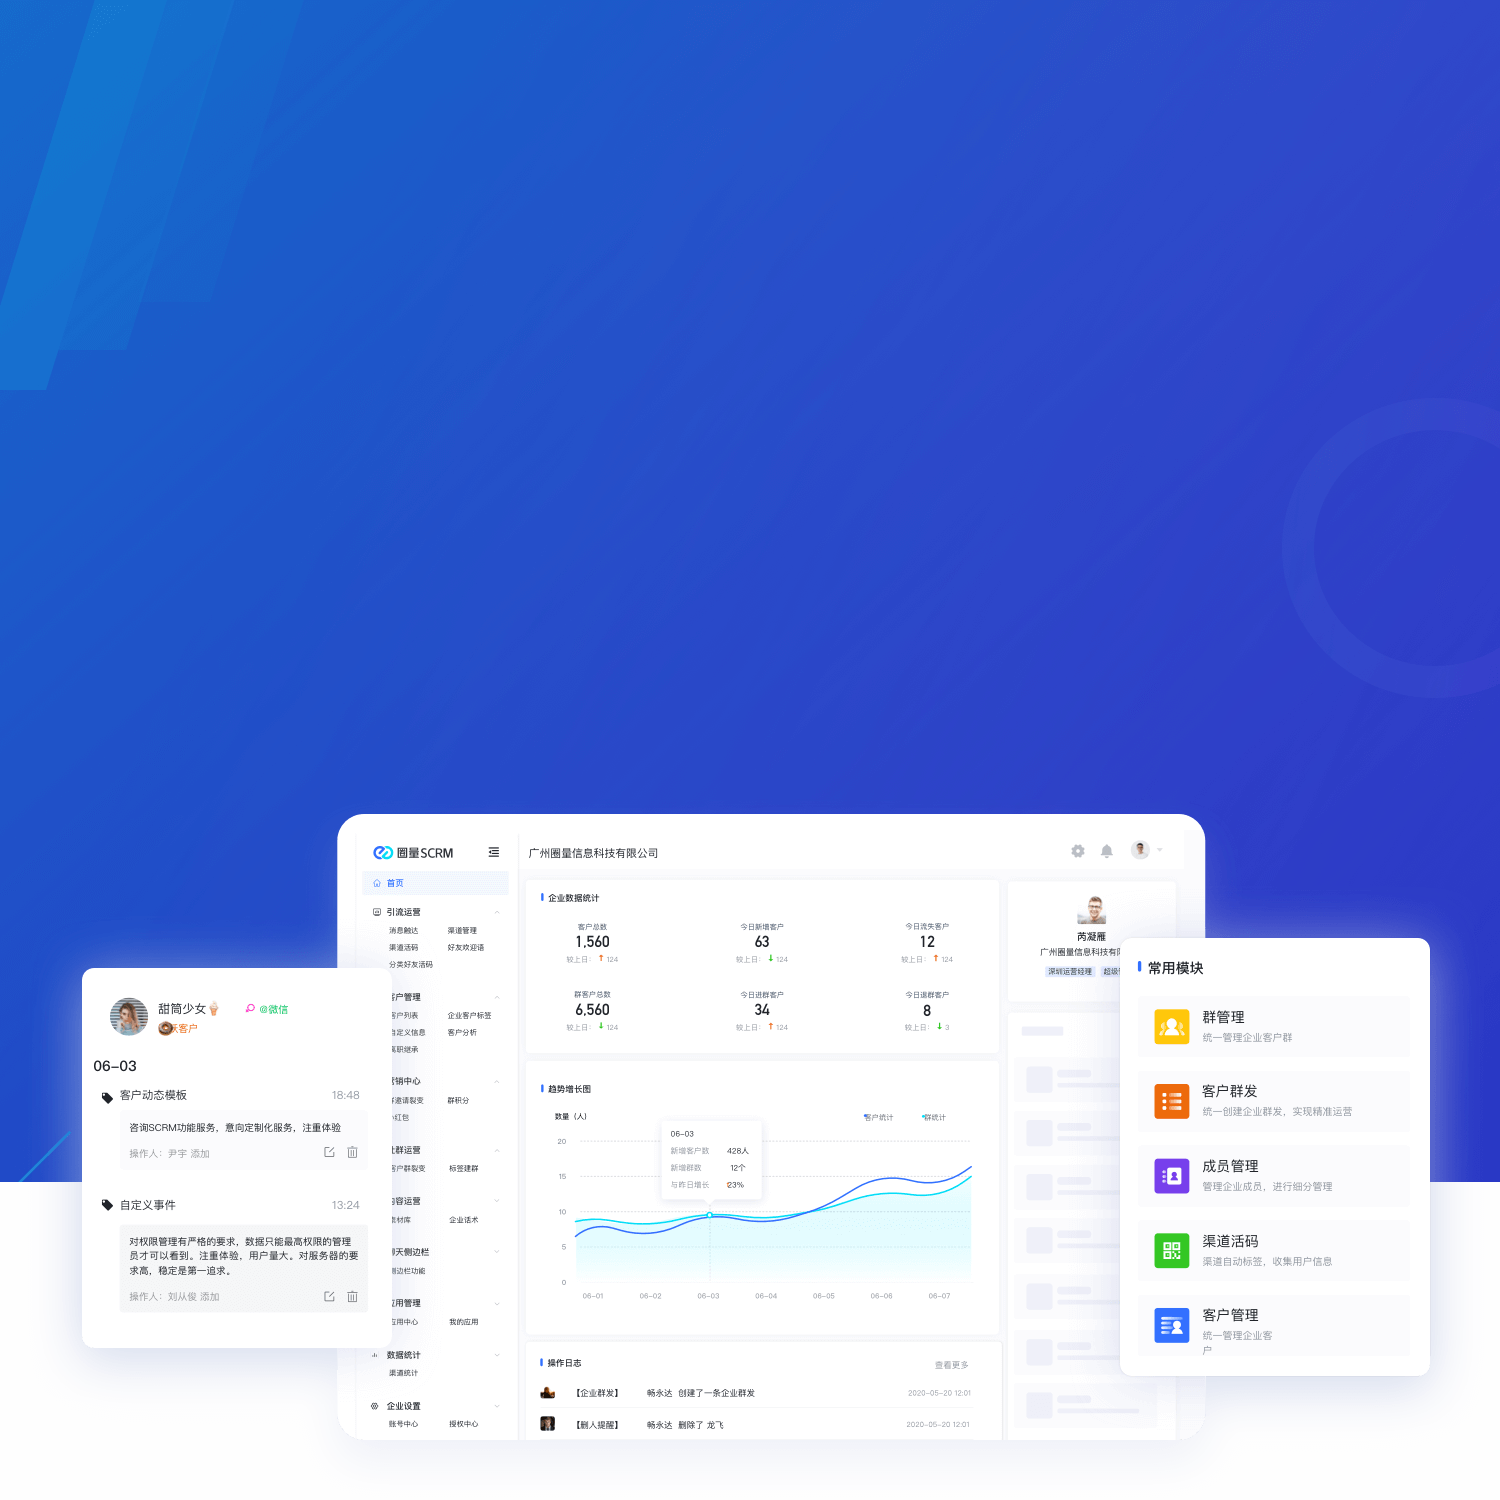 圈量SCRM
广州圈量信息科技有限公司
首页
引流运营
消息触达 渠道管理
渠道活码 好友欢迎语
分类好友活码
客户管理
客户列表 企业客户标签
自定义信息 客户分析
离职继承
营销中心
群积分
红包
社群运营
客户群裂变 标签建群
内容运营
素材库 企业话术
聊天侧边栏
侧边栏功能
应用管理
应用中心 我的应用
数据统计
渠道统计
企业设置
账号中心 授权中心
企业数据统计
客户总数 今日新增客户 今日流失客户
1,560 63 12
较上日: 124 较上日: 124 较上日: 124
群客户总数 今日进群客户 今日退群客户
6,560 34 8
较上日: 124 较上日: 124 较上日: 3
趋势增长图
数量（人） 客户统计 群统计
20
15
10
5
0
06-01 06-02 06-03 06-04 06-05 06-06 06-07
06-03
新增客户数 428人
新增群数 12个
与昨日增长 23%
操作日志 查看更多
【企业群发】 畅永达 创建了一条企业群发 2020-05-20 12:01
【删人提醒】 畅永达 删除了 龙飞 2020-05-20 12:01
芮凝雁
广州圈量信息科技有
深圳运营经理 超级
甜筒少女 @微信
客户
06-03
客户动态模板 18:48
咨询SCRM功能服务，意向定制化服务，注重体验
操作人：尹宇 添加
自定义事件 13:24
对权限管理有严格的要求，数据只能最高权限的管理
员才可以看到。注重体验，用户量大。对服务器的要
求高，稳定是第一追求。
操作人：刘从俊 添加
常用模块
群管理
统一管理企业客户群
客户群发
统一创建企业群发，实现精准运营
成员管理
管理企业成员，进行细分管理
渠道活码
渠道自动标签，收集用户信息
客户管理
统一管理企业客
户